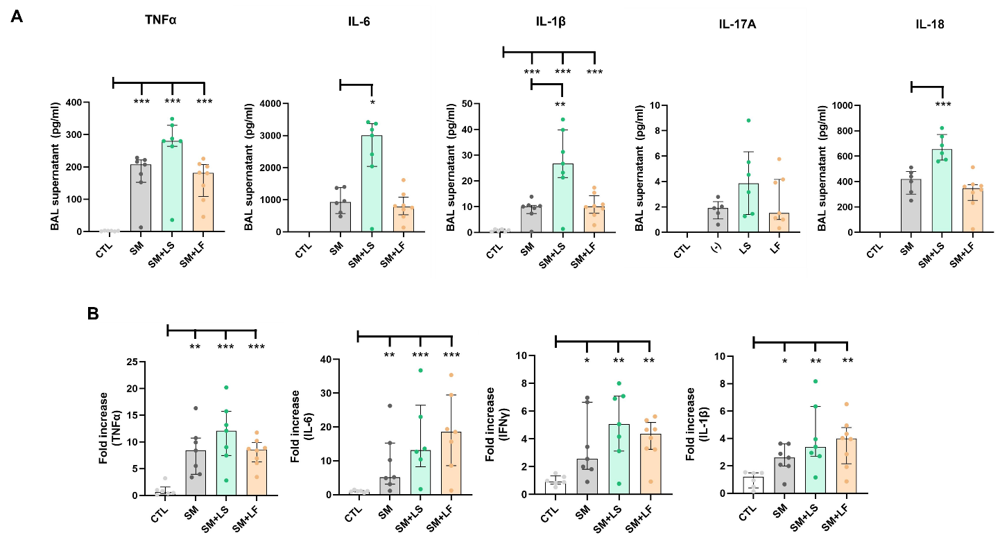 A
TNFα
IL-6
IL-1β
IL-17A
IL-18
*** *** ***
*
*** *** ***
**
***
BAL supernatant (pg/ml)
400
300
200
100
0
CTL
SM
SM+LS
SM+LF
BAL supernatant (pg/ml)
4000
3000
2000
1000
0
CTL
SM
SM+LS
SM+LF
BAL supernatant (pg/ml)
50
40
30
20
10
0
CTL
SM
SM+LS
SM+LF
BAL supernatant (pg/ml)
10
8
6
4
2
0
CTL
(-)
LS
LF
BAL supernatant (pg/ml)
1000
800
600
400
200
0
CTL
SM
SM+LS
SM+LF
B
** *** ***
** *** ***
* ** **
* ** **
Fold increase
(TNFα)
25
20
15
10
5
0
CTL
SM
SM+LS
SM+LF
Fold increase
(IL-6)
40
30
20
10
0
CTL
SM
SM+LS
SM+LF
Fold increase
(IFNγ)
10
8
6
4
2
0
CTL
SM
SM+LS
SM+LF
Fold increase
(IL-1β)
10
8
6
4
2
0
CTL
SM
SM+LS
SM+LF